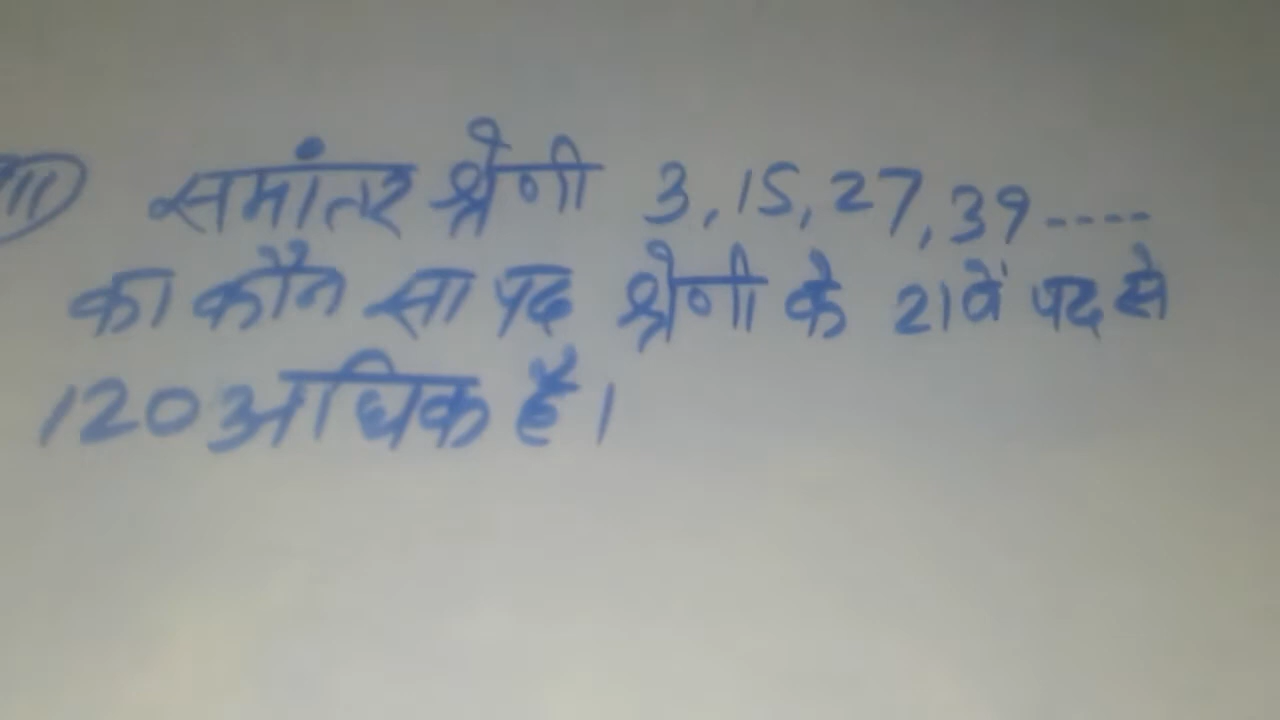 समांतर श्रेणी 3, 15, 27, 39 ----
का कौन सा पद श्रेणी के 21वें पद से
120 अधिक है।